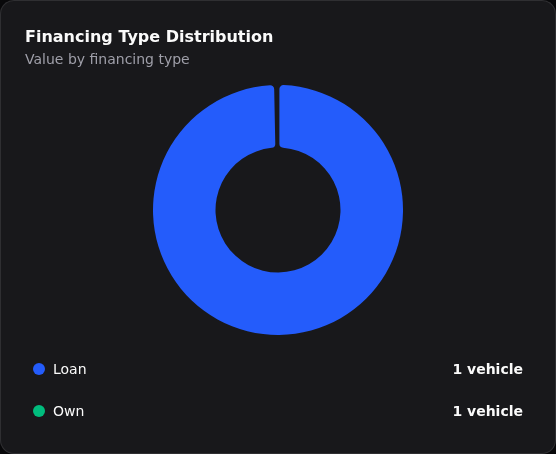 Financing Type Distribution
Value by financing type
Loan 1 vehicle
Own 1 vehicle